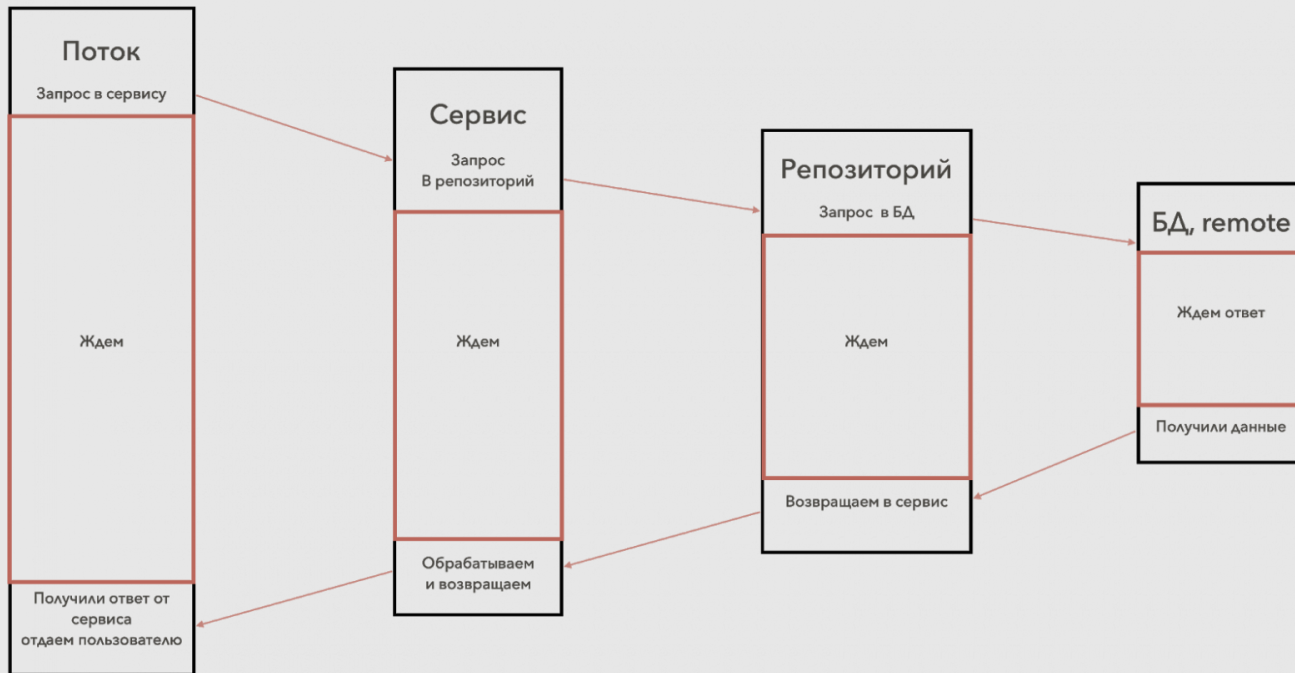 Поток
Запрос в сервису
Ждем
Получили ответ от
сервиса
отдаем пользователю
Сервис
Запрос
В репозиторий
Ждем
Обрабатываем
и возвращаем
Репозиторий
Запрос в БД
Ждем
Возвращаем в сервис
БД, remote
Ждем ответ
Получили данные